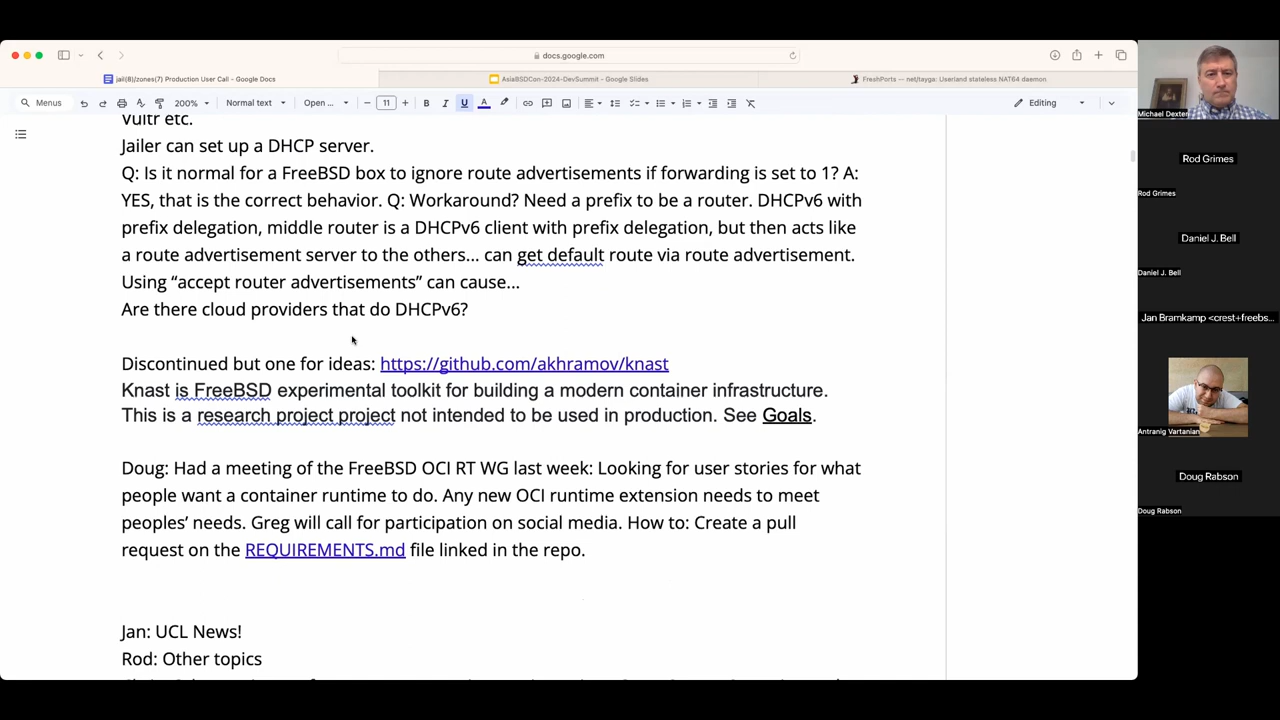 docs.google.com
jail(8)/zones(7) Production User Call - Google Docs
AsiaBSDCon-2024-DevSummit - Google Slides
FreshPorts -- net/tayga: Userland stateless NAT64 daemon
Menus
200%
Normal text
Open ...
11
Editing
Vultr etc.
Jailer can set up a DHCP server.
Q: Is it normal for a FreeBSD box to ignore route advertisements if forwarding is set to 1? A:
YES, that is the correct behavior. Q: Workaround? Need a prefix to be a router. DHCPv6 with
prefix delegation, middle router is a DHCPv6 client with prefix delegation, but then acts like
a route advertisement server to the others... can get default route via route advertisement.
Using “accept router advertisements” can cause...
Are there cloud providers that do DHCPv6?
Discontinued but one for ideas: https://github.com/akhramov/knast
Knast is FreeBSD experimental toolkit for building a modern container infrastructure.
This is a research project project not intended to be used in production. See Goals.
Doug: Had a meeting of the FreeBSD OCI RT WG last week: Looking for user stories for what
people want a container runtime to do. Any new OCI runtime extension needs to meet
peoples’ needs. Greg will call for participation on social media. How to: Create a pull
request on the REQUIREMENTS.md file linked in the repo.
Jan: UCL News!
Rod: Other topics
Michael Dexter
Rod Grimes
Rod Grimes
Daniel J. Bell
Daniel J. Bell
Jan Bramkamp <crest+freebs...
Antranig Vartanian
Doug Rabson
Doug Rabson